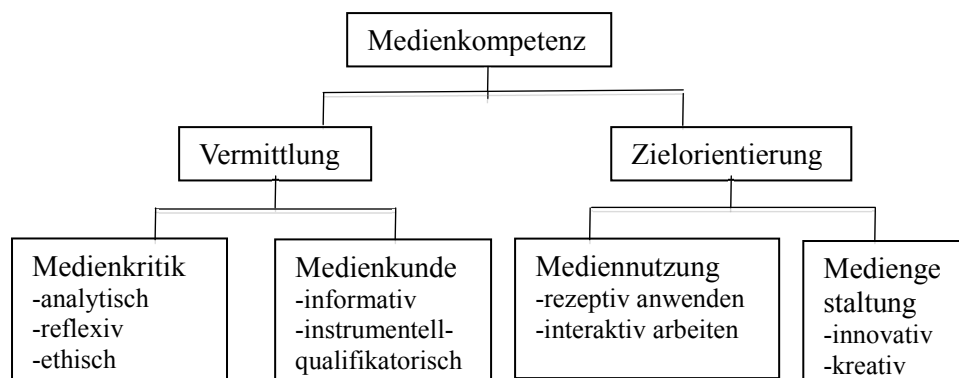 Medienkompetenz
Vermittlung
Zielorientierung
Medienkritik
-analytisch
-reflexiv
-ethisch
Medienkunde
-informativ
-instrumentell-
qualifikatorisch
Mediennutzung
-rezeptiv anwenden
-interaktiv arbeiten
Medienge
staltung
-innovativ
-kreativ